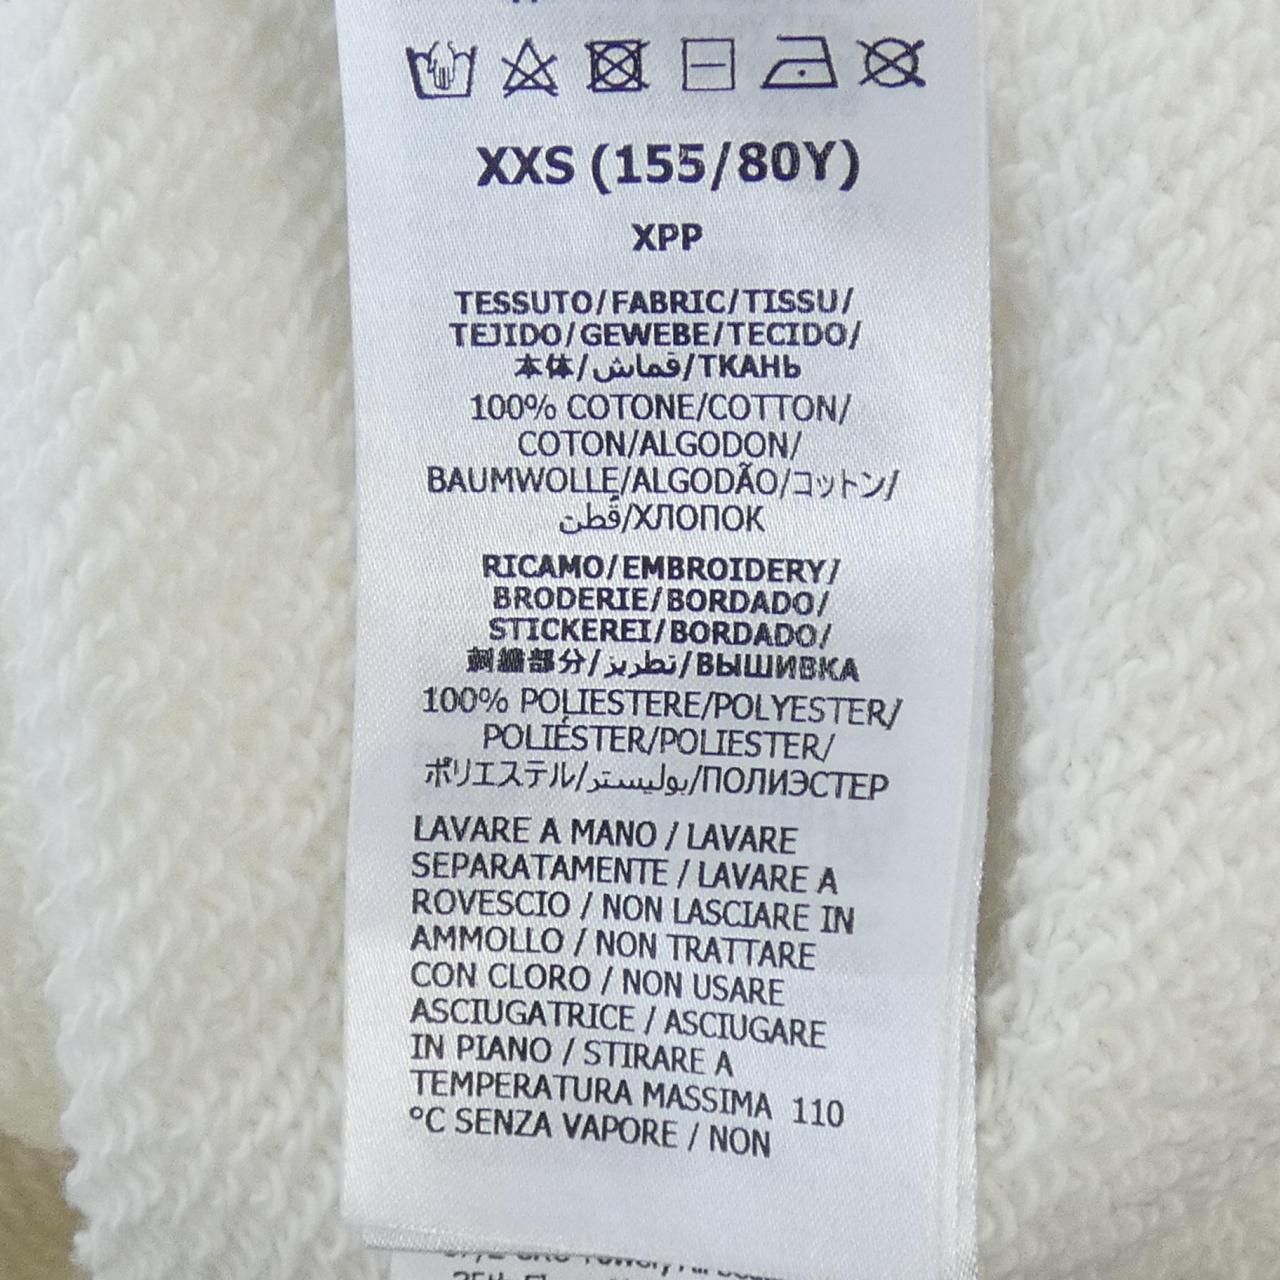 XXS (155/80Y)
XPP
TESSUTO/FABRIC/TISSU/
TEJIDO/GEWEBE/TECIDO/
本体/قماش/ТКАНЬ
100% COTONE/COTTON/
COTON/ALGODON/
BAUMWOLLE/ALGODÃO/コットン/
قطن/ХЛОПОК
RICAMO/EMBROIDERY/
BRODERIE/BORDADO/
STICKEREI/BORDADO/
刺繍部分/تطريز/ВЫШИВКА
100% POLIESTERE/POLYESTER/
POLIÉSTER/POLIESTER/
ポリエステル/بوليستر/ПОЛИЭСТЕР
LAVARE A MANO / LAVARE
SEPARATAMENTE / LAVARE A
ROVESCIO / NON LASCIARE IN
AMMOLLO / NON TRATTARE
CON CLORO / NON USARE
ASCIUGATRICE / ASCIUGARE
IN PIANO / STIRARE A
TEMPERATURA MASSIMA 110
°C SENZA VAPORE / NON